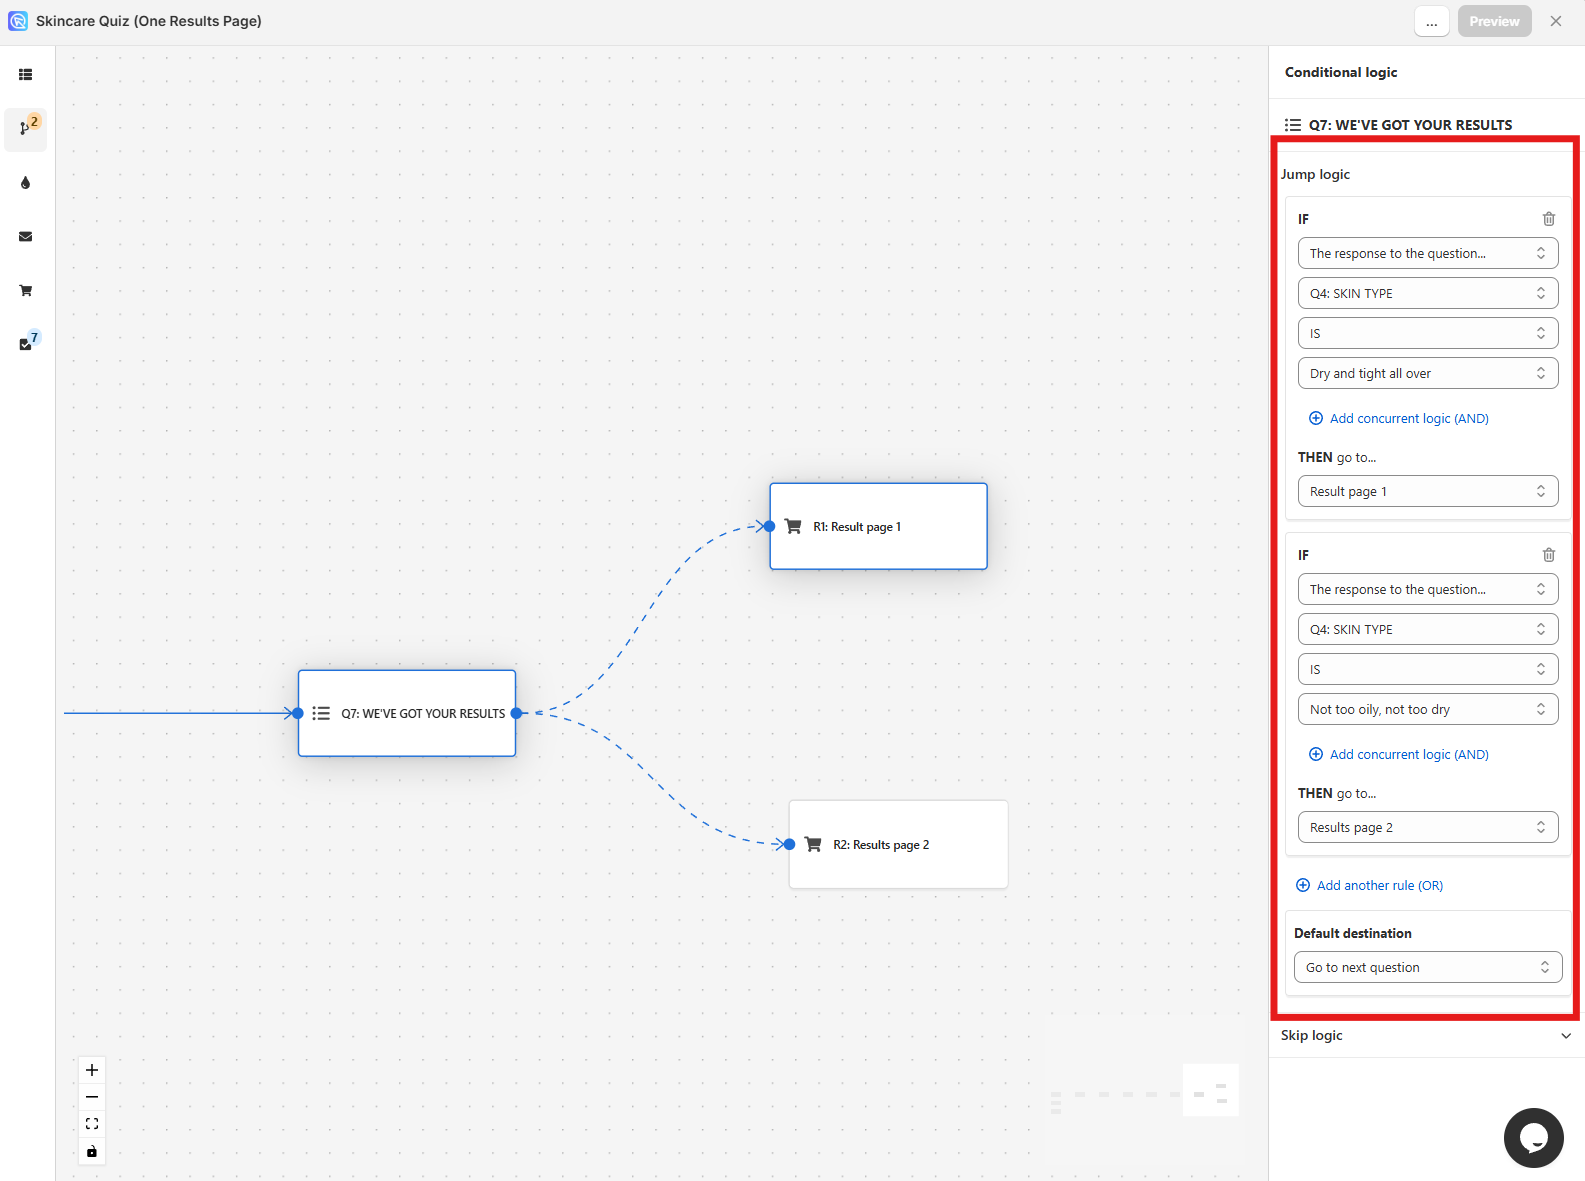 Skincare Quiz (One Results Page)
...
Preview
2
7
Conditional logic
Q7: WE'VE GOT YOUR RESULTS
Jump logic
IF
The response to the question...
Q4: SKIN TYPE
IS
Dry and tight all over
Add concurrent logic (AND)
THEN go to...
Result page 1
IF
The response to the question...
Q4: SKIN TYPE
IS
Not too oily, not too dry
Add concurrent logic (AND)
THEN go to...
Results page 2
Add another rule (OR)
Default destination
Go to next question
Skip logic
R1: Result page 1
Q7: WE'VE GOT YOUR RESULTS
R2: Results page 2